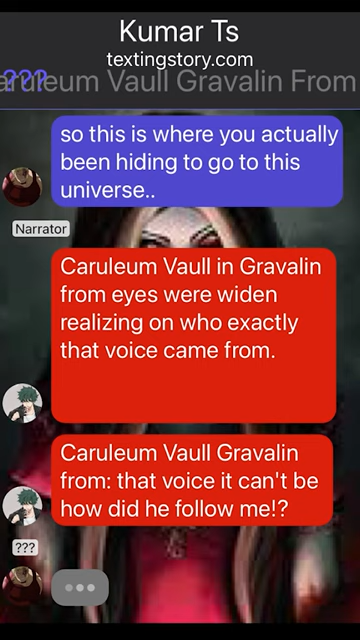 Kumar Ts
textingstory.com
???
Caruleum Vaull Gravalin From
so this is where you actually
been hiding to go to this
universe..
Narrator
Caruleum Vaull in Gravalin
from eyes were widen
realizing on who exactly
that voice came from.
Caruleum Vaull Gravalin
from: that voice it can't be
how did he follow me!?
???